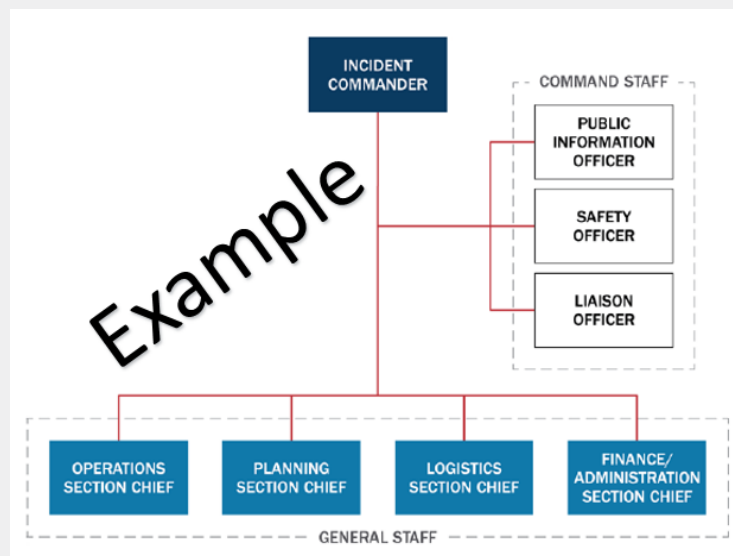 INCIDENT
COMMANDER
COMMAND STAFF
PUBLIC
INFORMATION
OFFICER
SAFETY
OFFICER
LIAISON
OFFICER
Example
OPERATIONS
SECTION CHIEF
PLANNING
SECTION CHIEF
LOGISTICS
SECTION CHIEF
FINANCE/
ADMINISTRATION
SECTION CHIEF
GENERAL STAFF